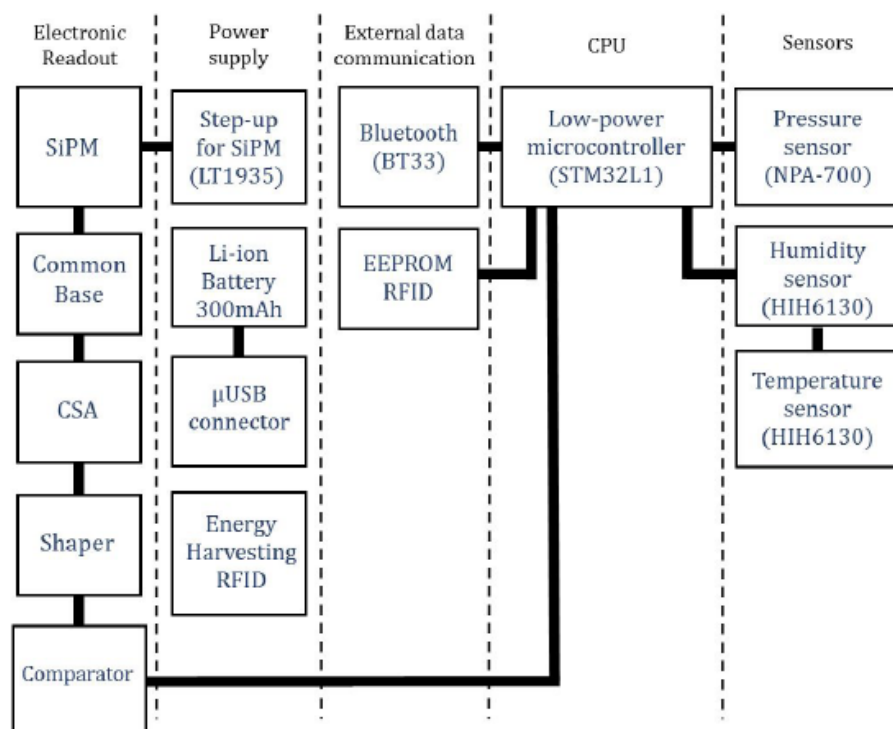 Electronic
Readout
Power
supply
External data
communication
CPU
Sensors
SiPM
Step-up
for SiPM
(LT1935)
Bluetooth
(BT33)
Low-power
microcontroller
(STM32L1)
Pressure
sensor
(NPA-700)
Common
Base
Li-ion
Battery
300mAh
EEPROM
RFID
Humidity
sensor
(HIH6130)
CSA
μUSB
connector
Temperature
sensor
(HIH6130)
Shaper
Energy
Harvesting
RFID
Comparator